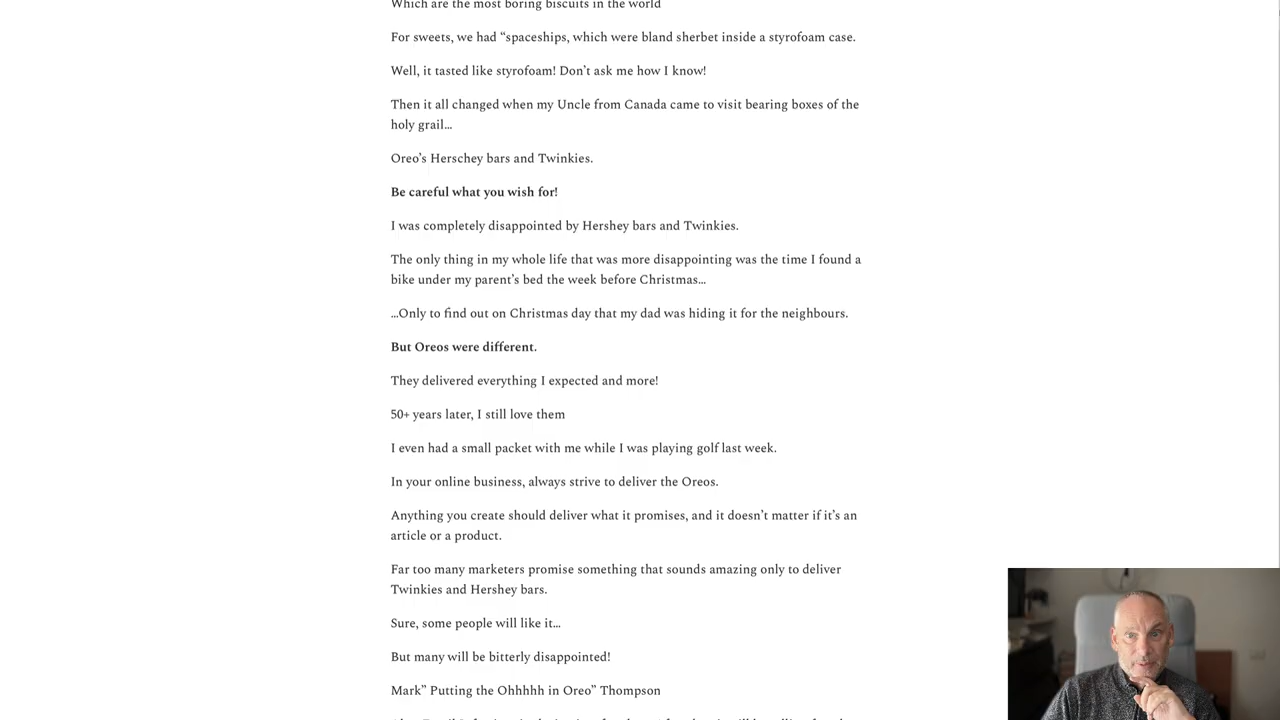 Which are the most boring biscuits in the world
For sweets, we had “spaceships, which were bland sherbet inside a styrofoam case.
Well, it tasted like styrofoam! Don’t ask me how I know!
Then it all changed when my Uncle from Canada came to visit bearing boxes of the
holy grail…
Oreo’s Herschey bars and Twinkies.
Be careful what you wish for!
I was completely disappointed by Hershey bars and Twinkies.
The only thing in my whole life that was more disappointing was the time I found a
bike under my parent’s bed the week before Christmas…
…Only to find out on Christmas day that my dad was hiding it for the neighbours.
But Oreos were different.
They delivered everything I expected and more!
50+ years later, I still love them
I even had a small packet with me while I was playing golf last week.
In your online business, always strive to deliver the Oreos.
Anything you create should deliver what it promises, and it doesn’t matter if it’s an
article or a product.
Far too many marketers promise something that sounds amazing only to deliver
Twinkies and Hershey bars.
Sure, some people will like it…
But many will be bitterly disappointed!
Mark” Putting the Ohhhhh in Oreo” Thompson